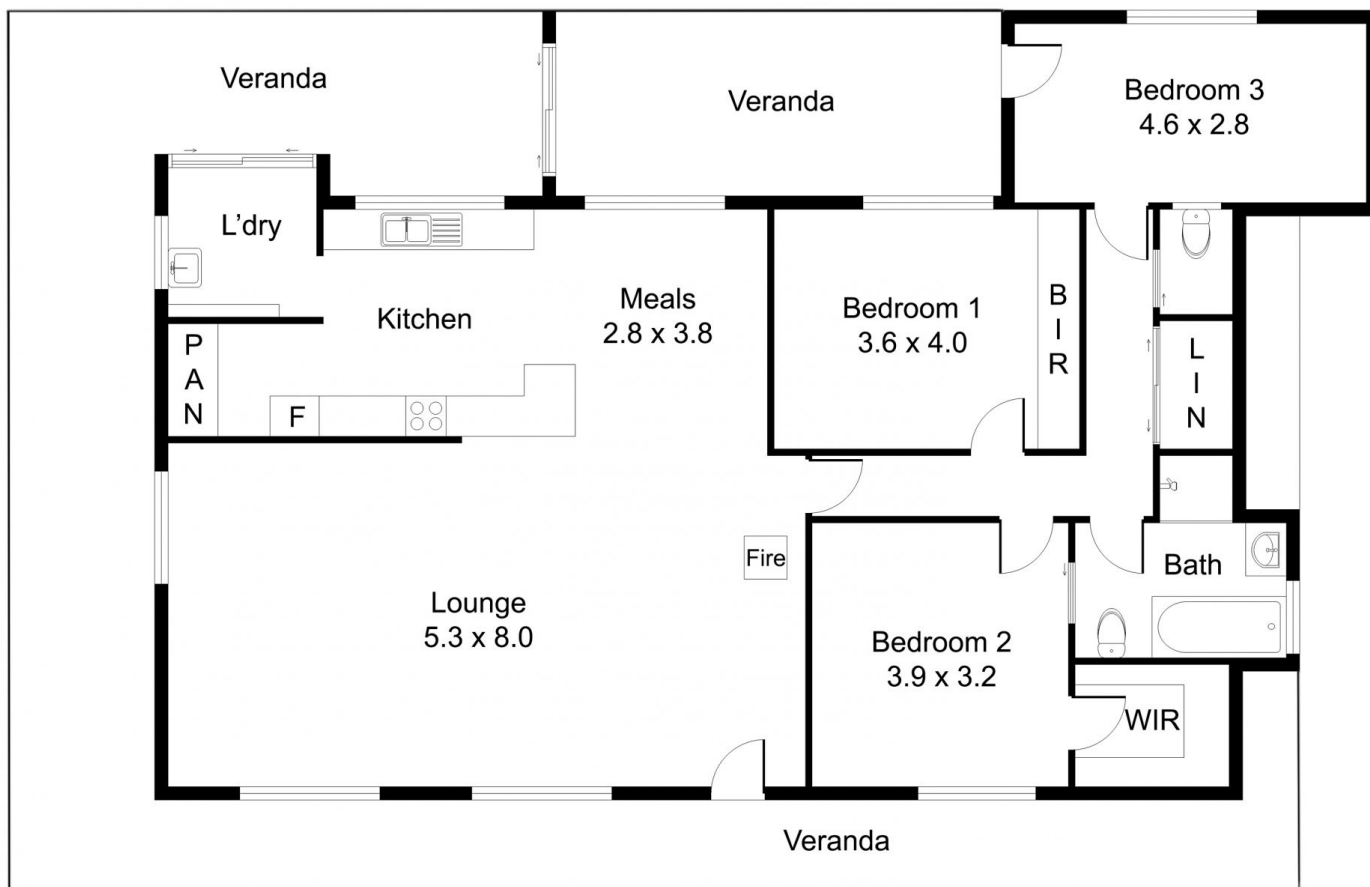 Veranda
Veranda
Bedroom 3
4.6 x 2.8
L'dry
Kitchen
Meals
2.8 x 3.8
Bedroom 1
3.6 x 4.0
B
I
R
L
I
N
P
A
N
F
Fire
Lounge
5.3 x 8.0
Bath
Bedroom 2
3.9 x 3.2
WIR
Veranda